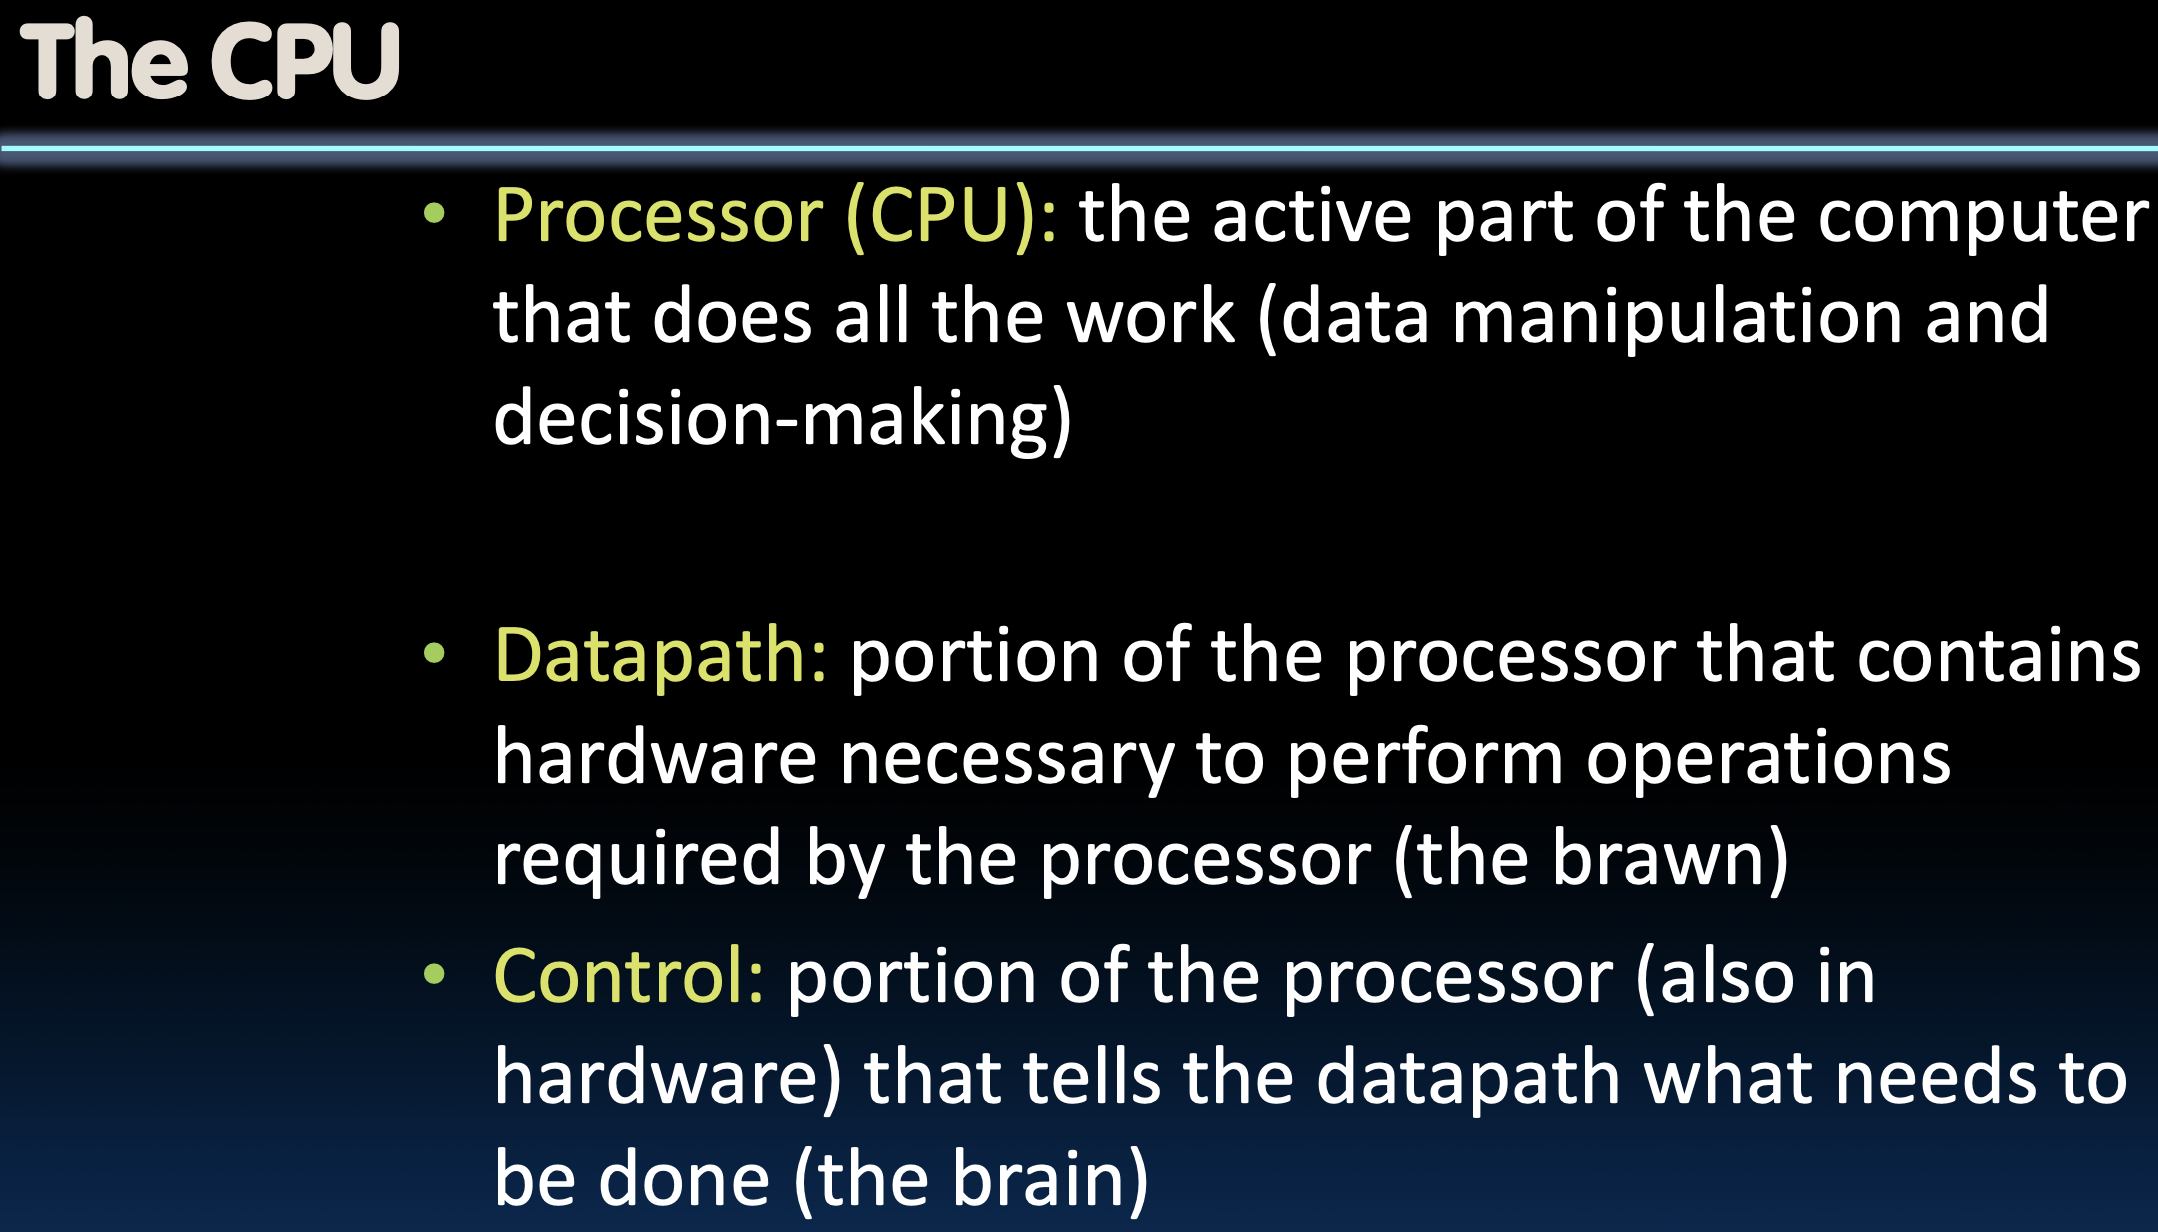 The CPU
• Processor (CPU): the active part of the computer
that does all the work (data manipulation and
decision-making)
• Datapath: portion of the processor that contains
hardware necessary to perform operations
required by the processor (the brawn)
• Control: portion of the processor (also in
hardware) that tells the datapath what needs to
be done (the brain)